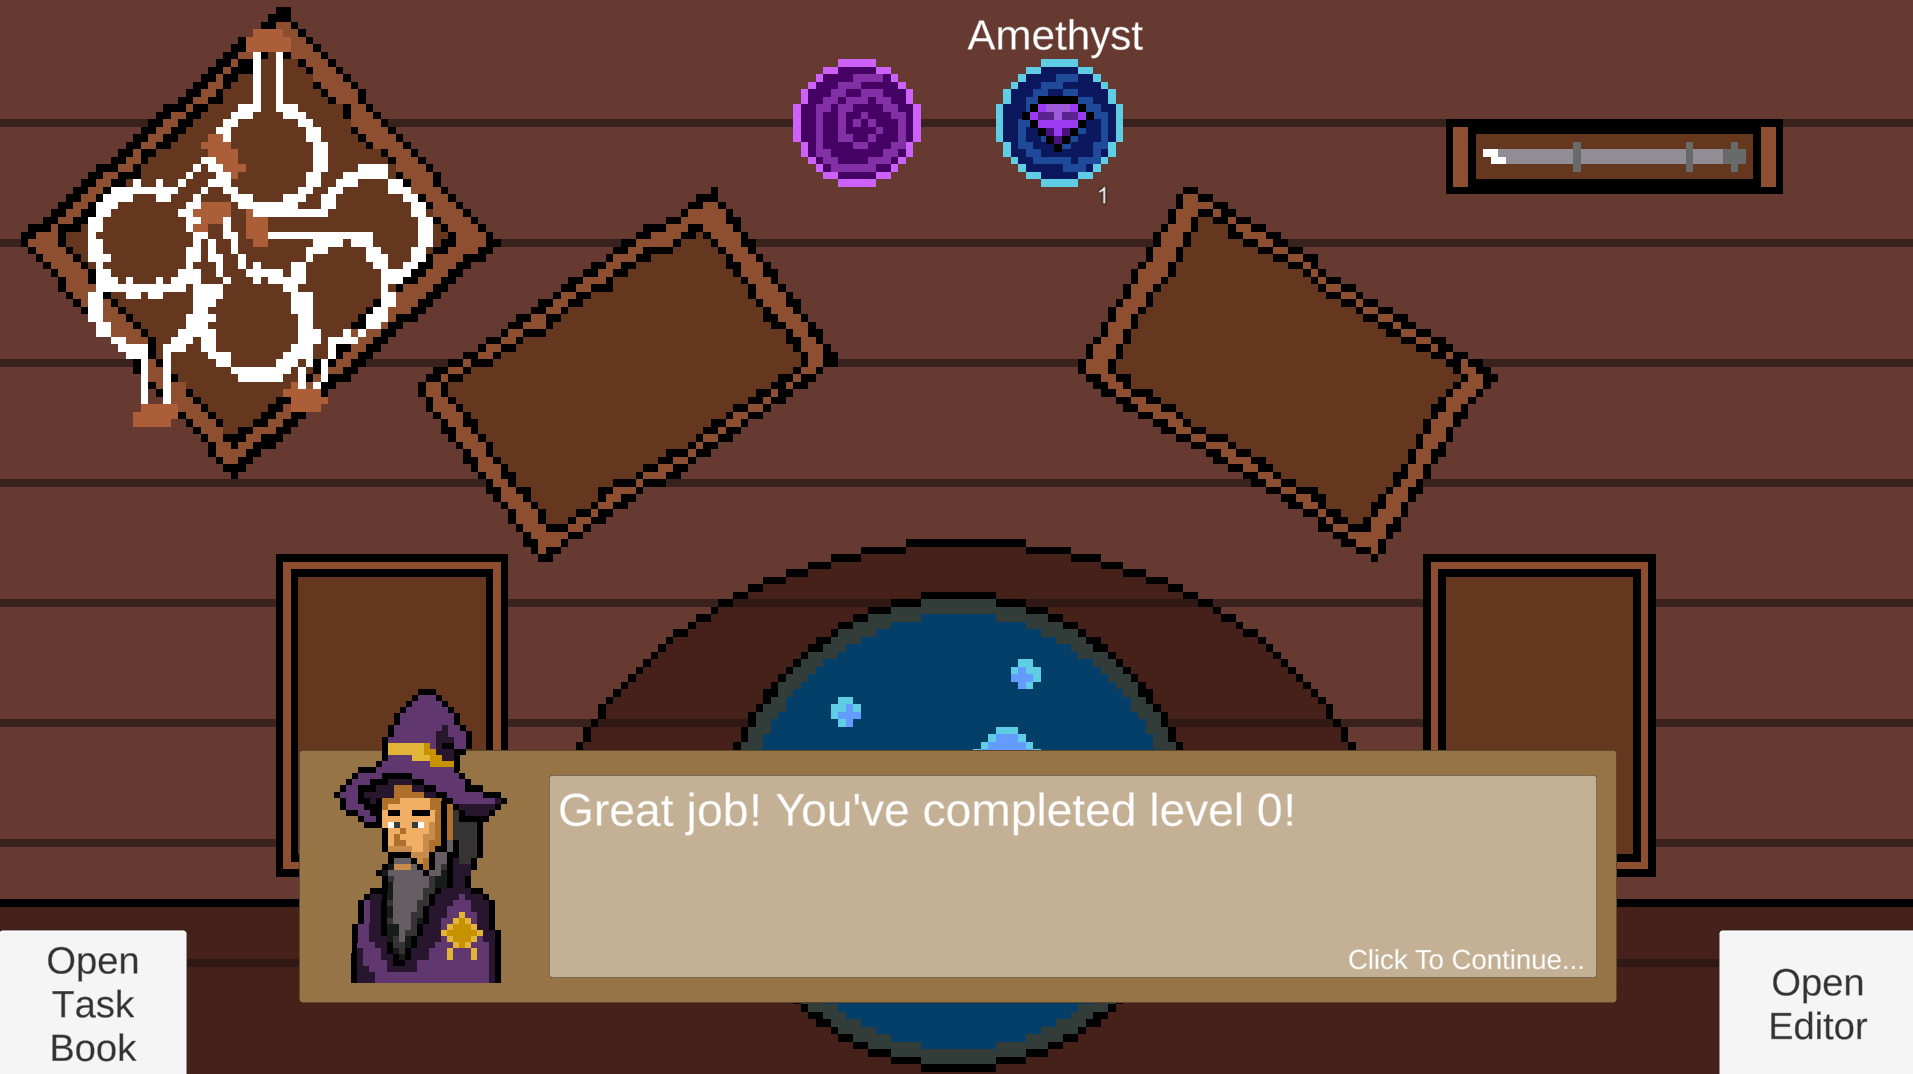 Amethyst
1
Great job! You've completed level 0!
Click To Continue...
Open
Task
Book
Open
Editor